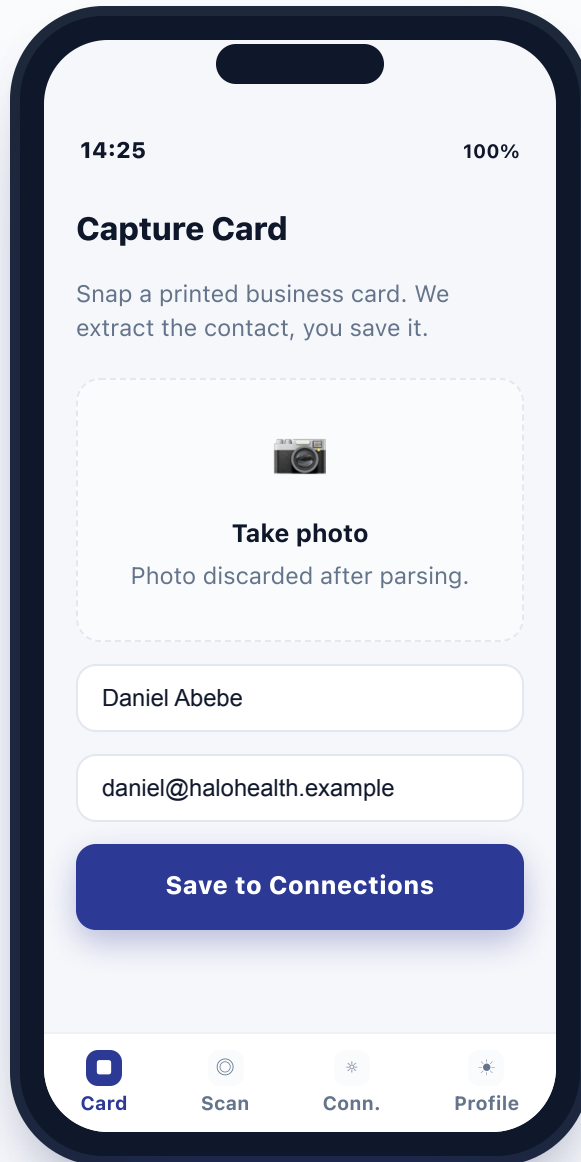 14:25
100%
Capture Card
Snap a printed business card. We
extract the contact, you save it.
Take photo
Photo discarded after parsing.
Daniel Abebe
daniel@halohealth.example
Save to Connections
Card
Scan
Conn.
Profile